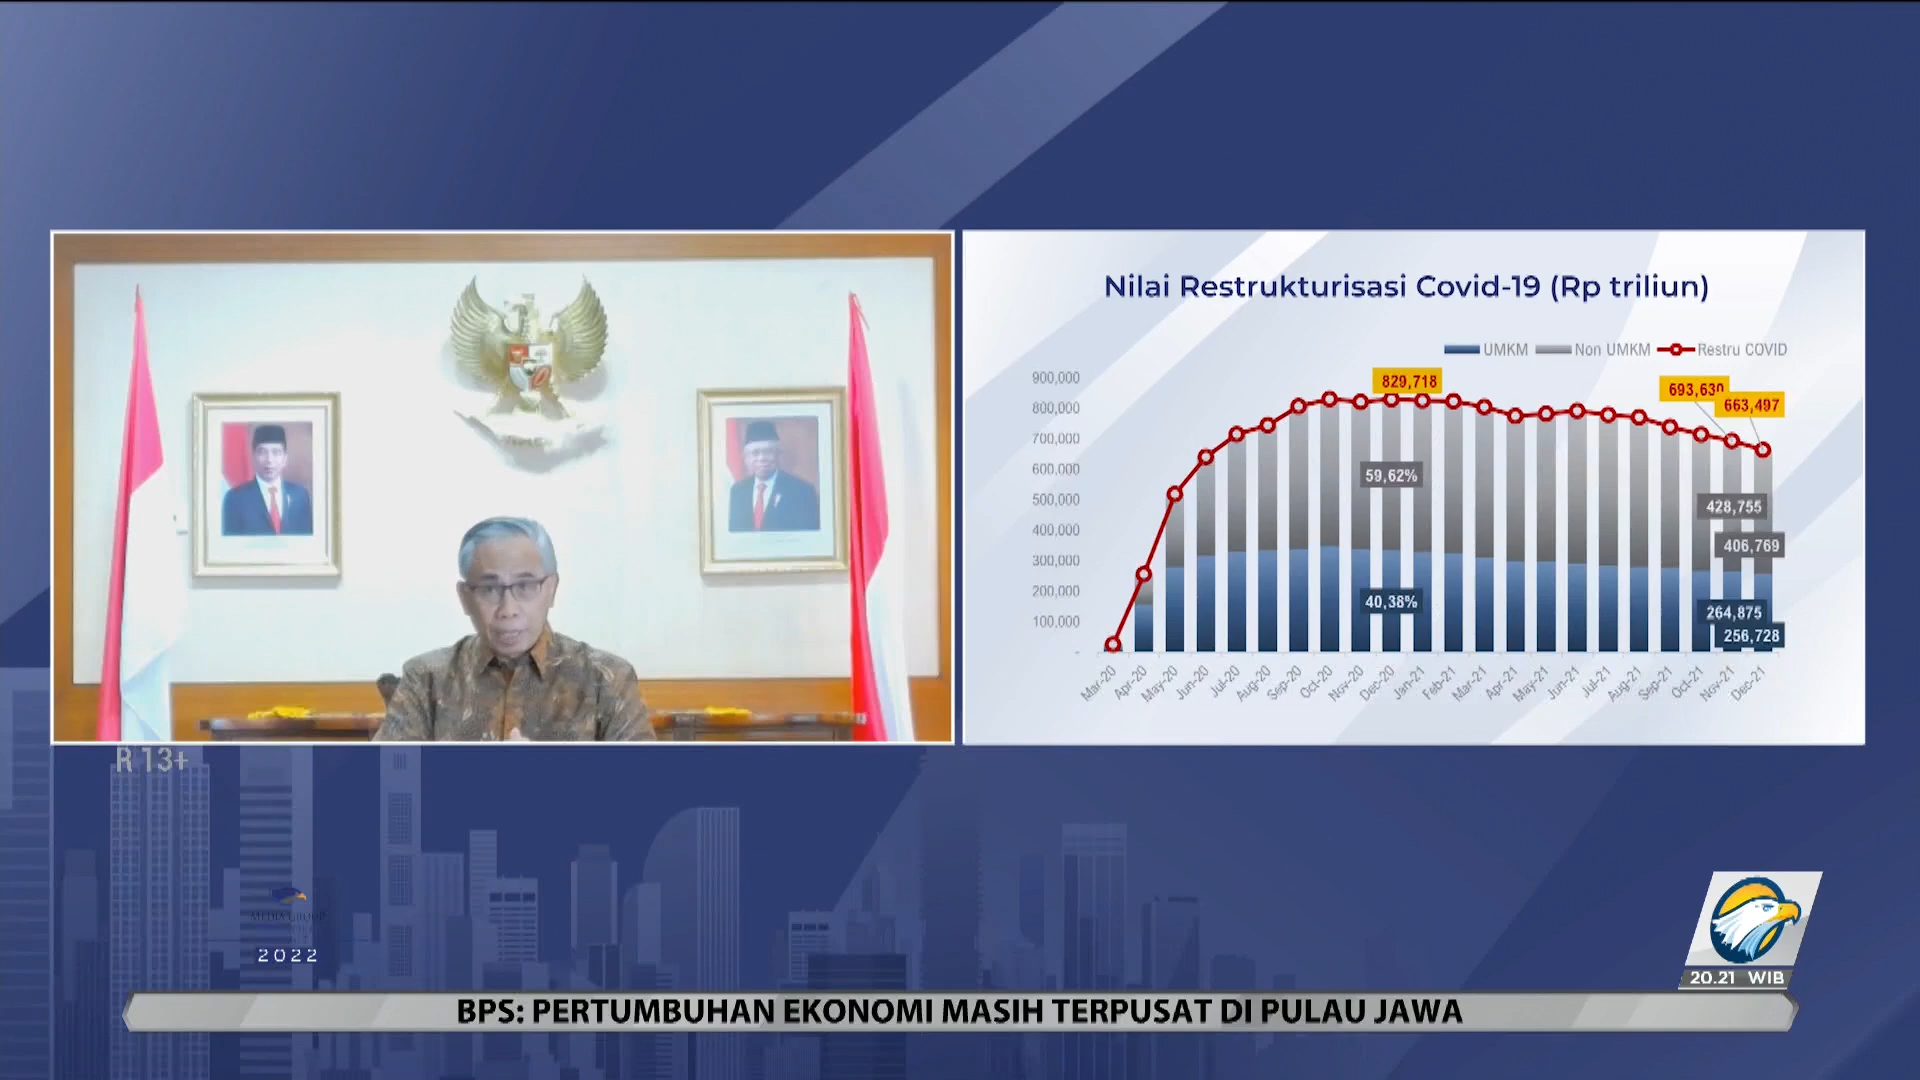 Nilai Restrukturisasi Covid-19 (Rp triliun)
UMKM Non UMKM Restru COVID
900,000
800,000
700,000
600,000
500,000
400,000
300,000
200,000
100,000
-
829,718
693,630
663,497
59,62%
428,755
406,769
40,38%
264,875
256,728
Mar-20 Apr-20 May-20 Jun-20 Jul-20 Aug-20 Sep-20 Oct-20 Nov-20 Dec-20 Jan-21 Feb-21 Mar-21 Apr-21 May-21 Jun-21 Jul-21 Aug-21 Sep-21 Oct-21 Nov-21 Dec-21
R 13+
MEDIA GROUP
2022
20.21 WIB
BPS: PERTUMBUHAN EKONOMI MASIH TERPUSAT DI PULAU JAWA